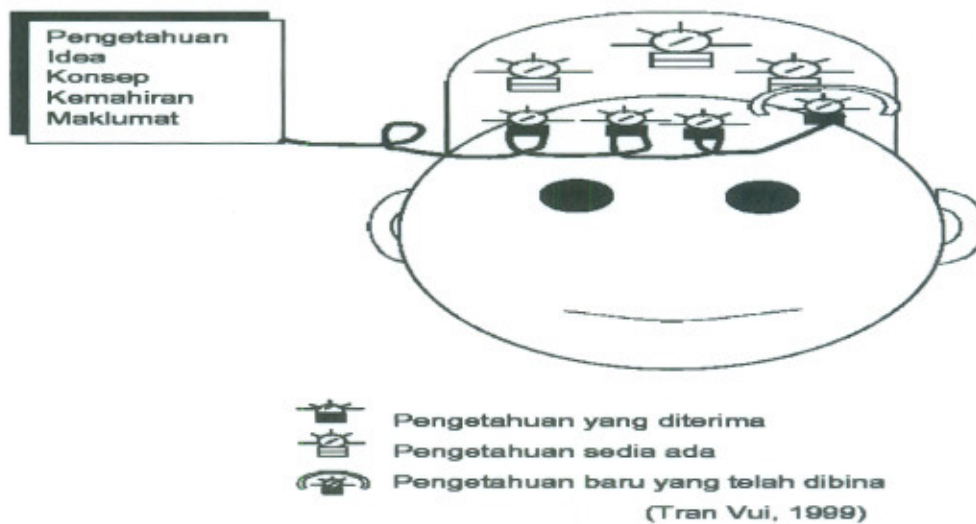 Pengetahuan
Idea
Konsep
Kemahiran
Maklumat
Pengetahuan yang diterima
Pengetahuan sedia ada
Pengetahuan baru yang telah dibina
(Tran Vui, 1999)